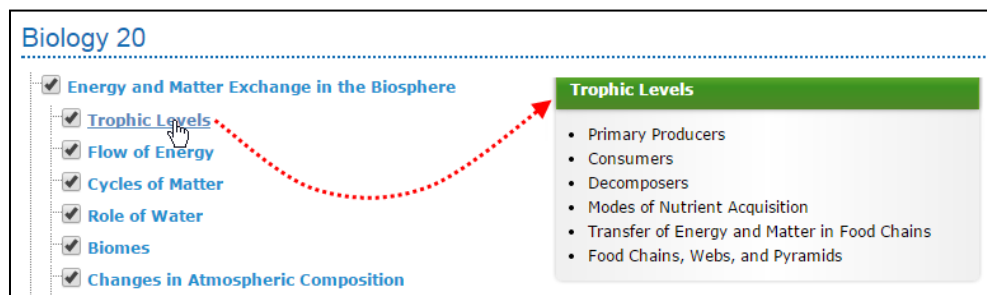 Biology 20
Energy and Matter Exchange in the Biosphere
Trophic Levels
Flow of Energy
Cycles of Matter
Role of Water
Biomes
Changes in Atmospheric Composition
Trophic Levels
• Primary Producers
• Consumers
• Decomposers
• Modes of Nutrient Acquisition
• Transfer of Energy and Matter in Food Chains
• Food Chains, Webs, and Pyramids